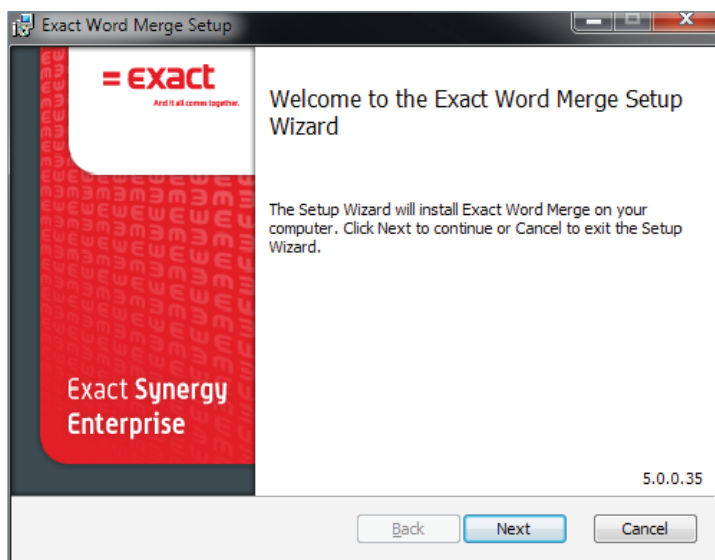 Exact Word Merge Setup
= exact
And it all comes together.
Welcome to the Exact Word Merge Setup
Wizard
The Setup Wizard will install Exact Word Merge on your
computer. Click Next to continue or Cancel to exit the Setup
Wizard.
Exact Synergy
Enterprise
5.0.0.35
Back Next Cancel